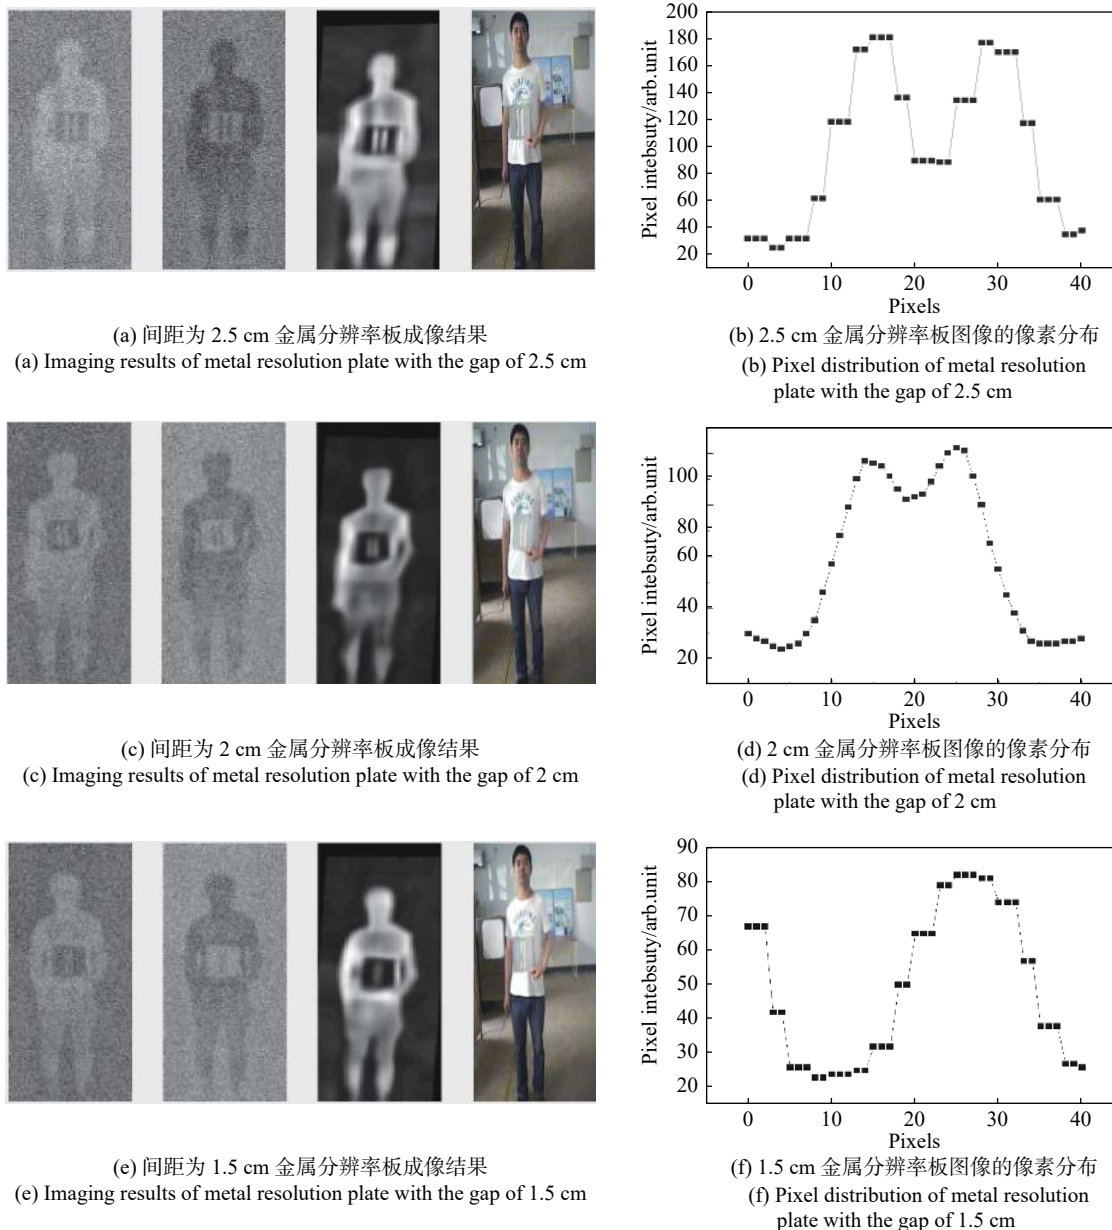 200
180
160
140
120
100
80
60
40
20
Pixel intebsuty/arb.unit
0 10 20 30 40
Pixels
(a) 间距为 2.5 cm 金属分辨率板成像结果
(a) Imaging results of metal resolution plate with the gap of 2.5 cm
(b) 2.5 cm 金属分辨率板图像的像素分布
(b) Pixel distribution of metal resolution
plate with the gap of 2.5 cm
100
80
60
40
20
Pixel intebsuty/arb.unit
0 10 20 30 40
Pixels
(c) 间距为 2 cm 金属分辨率板成像结果
(c) Imaging results of metal resolution plate with the gap of 2 cm
(d) 2 cm 金属分辨率板图像的像素分布
(d) Pixel distribution of metal resolution
plate with the gap of 2 cm
90
80
70
60
50
40
30
20
Pixel intebsuty/arb.unit
0 10 20 30 40
Pixels
(e) 间距为 1.5 cm 金属分辨率板成像结果
(e) Imaging results of metal resolution plate with the gap of 1.5 cm
(f) 1.5 cm 金属分辨率板图像的像素分布
(f) Pixel distribution of metal resolution
plate with the gap of 1.5 cm